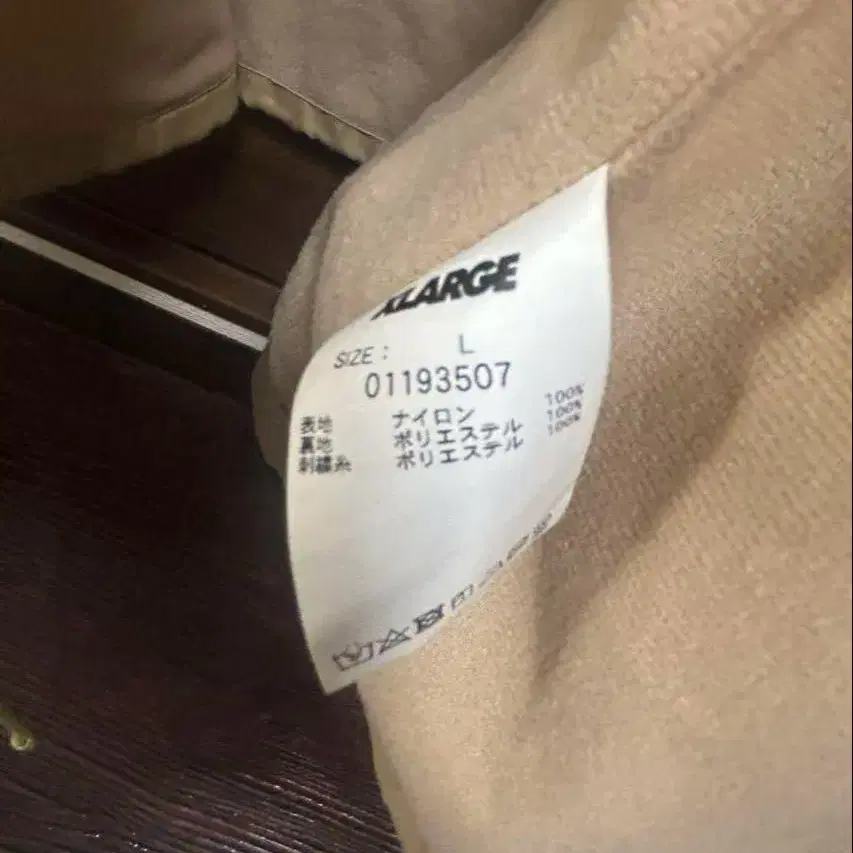 XLARGE
SIZE : L
01193507
表地 ナイロン 100%
裏地 ポリエステル 100%
刺繍糸 ポリエステル 100%